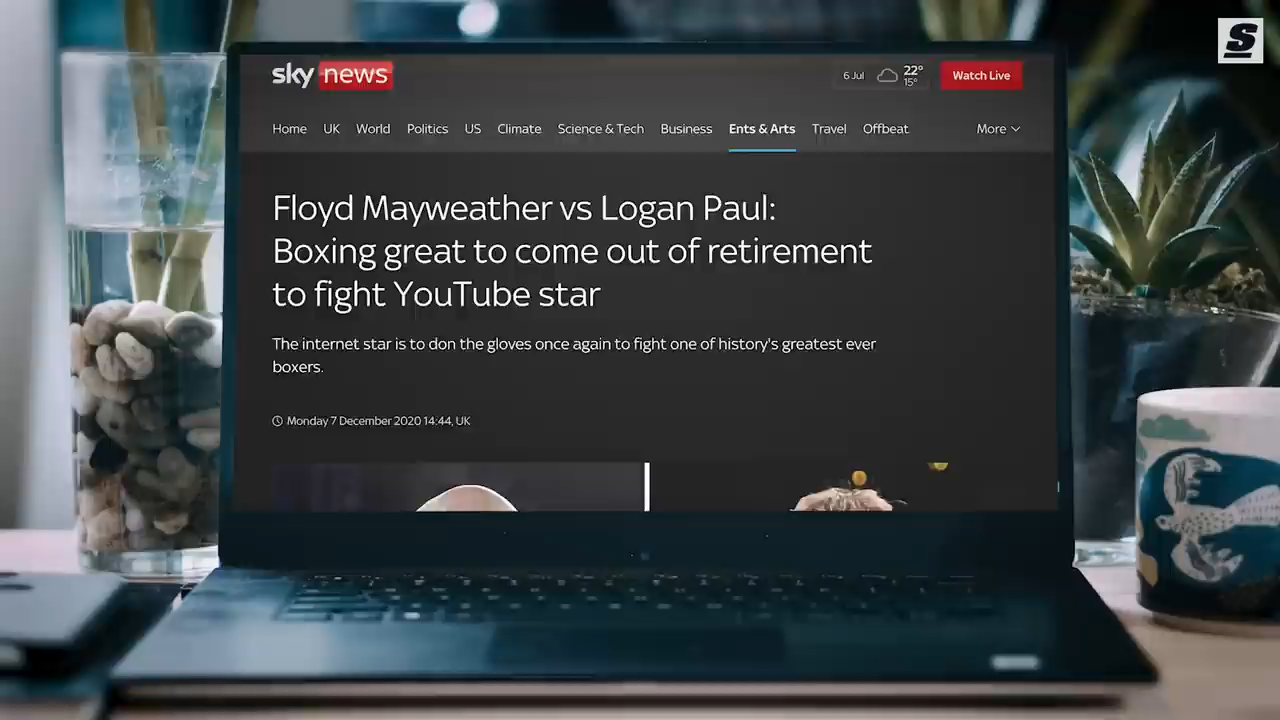 S
sky news
6 Jul
22°
15°
Watch Live
Home UK World Politics US Climate Science & Tech Business Ents & Arts Travel Offbeat More
Floyd Mayweather vs Logan Paul:
Boxing great to come out of retirement
to fight YouTube star
The internet star is to don the gloves once again to fight one of history's greatest ever
boxers.
Monday 7 December 2020 14:44, UK